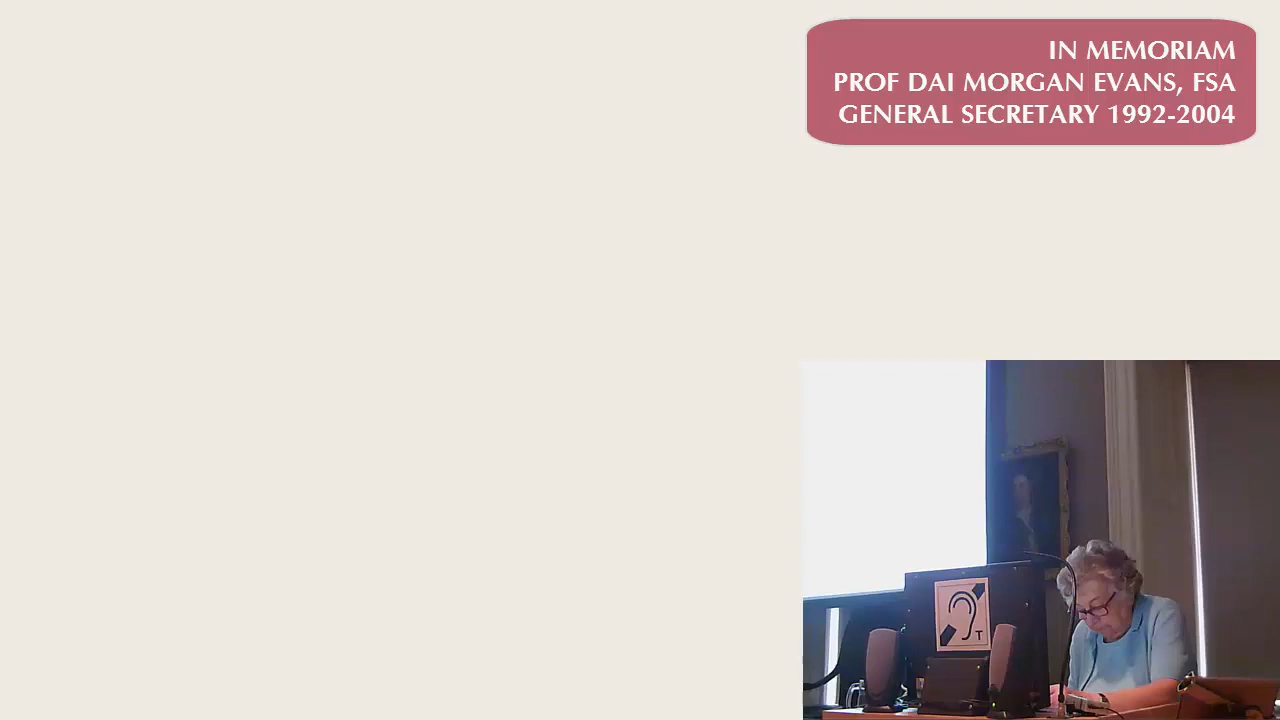 IN MEMORIAM
PROF DAI MORGAN EVANS, FSA
GENERAL SECRETARY 1992-2004
T